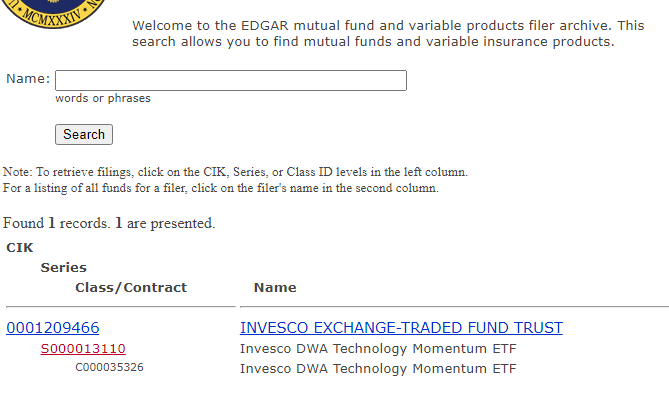 MCMXXXIV
Welcome to the EDGAR mutual fund and variable products filer archive. This
search allows you to find mutual funds and variable insurance products.
Name:
words or phrases
Search
Note: To retrieve filings, click on the CIK, Series, or Class ID levels in the left column.
For a listing of all funds for a filer, click on the filer's name in the second column.
Found 1 records. 1 are presented.
CIK
Series
Class/Contract Name
0001209466 INVESCO EXCHANGE-TRADED FUND TRUST
S000013110 Invesco DWA Technology Momentum ETF
C000035326 Invesco DWA Technology Momentum ETF